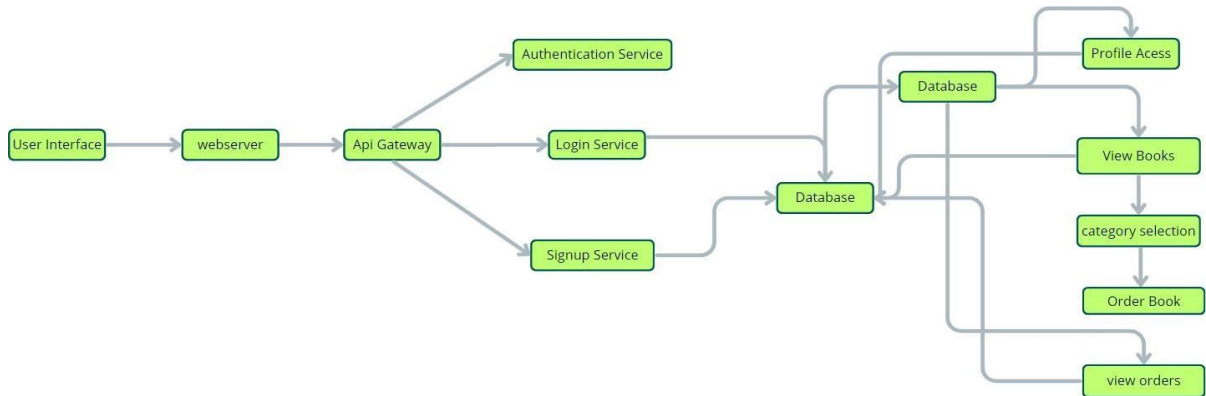 User Interface
webserver
Api Gateway
Authentication Service
Login Service
Signup Service
Database
Database
Profile Acess
View Books
category selection
Order Book
view orders